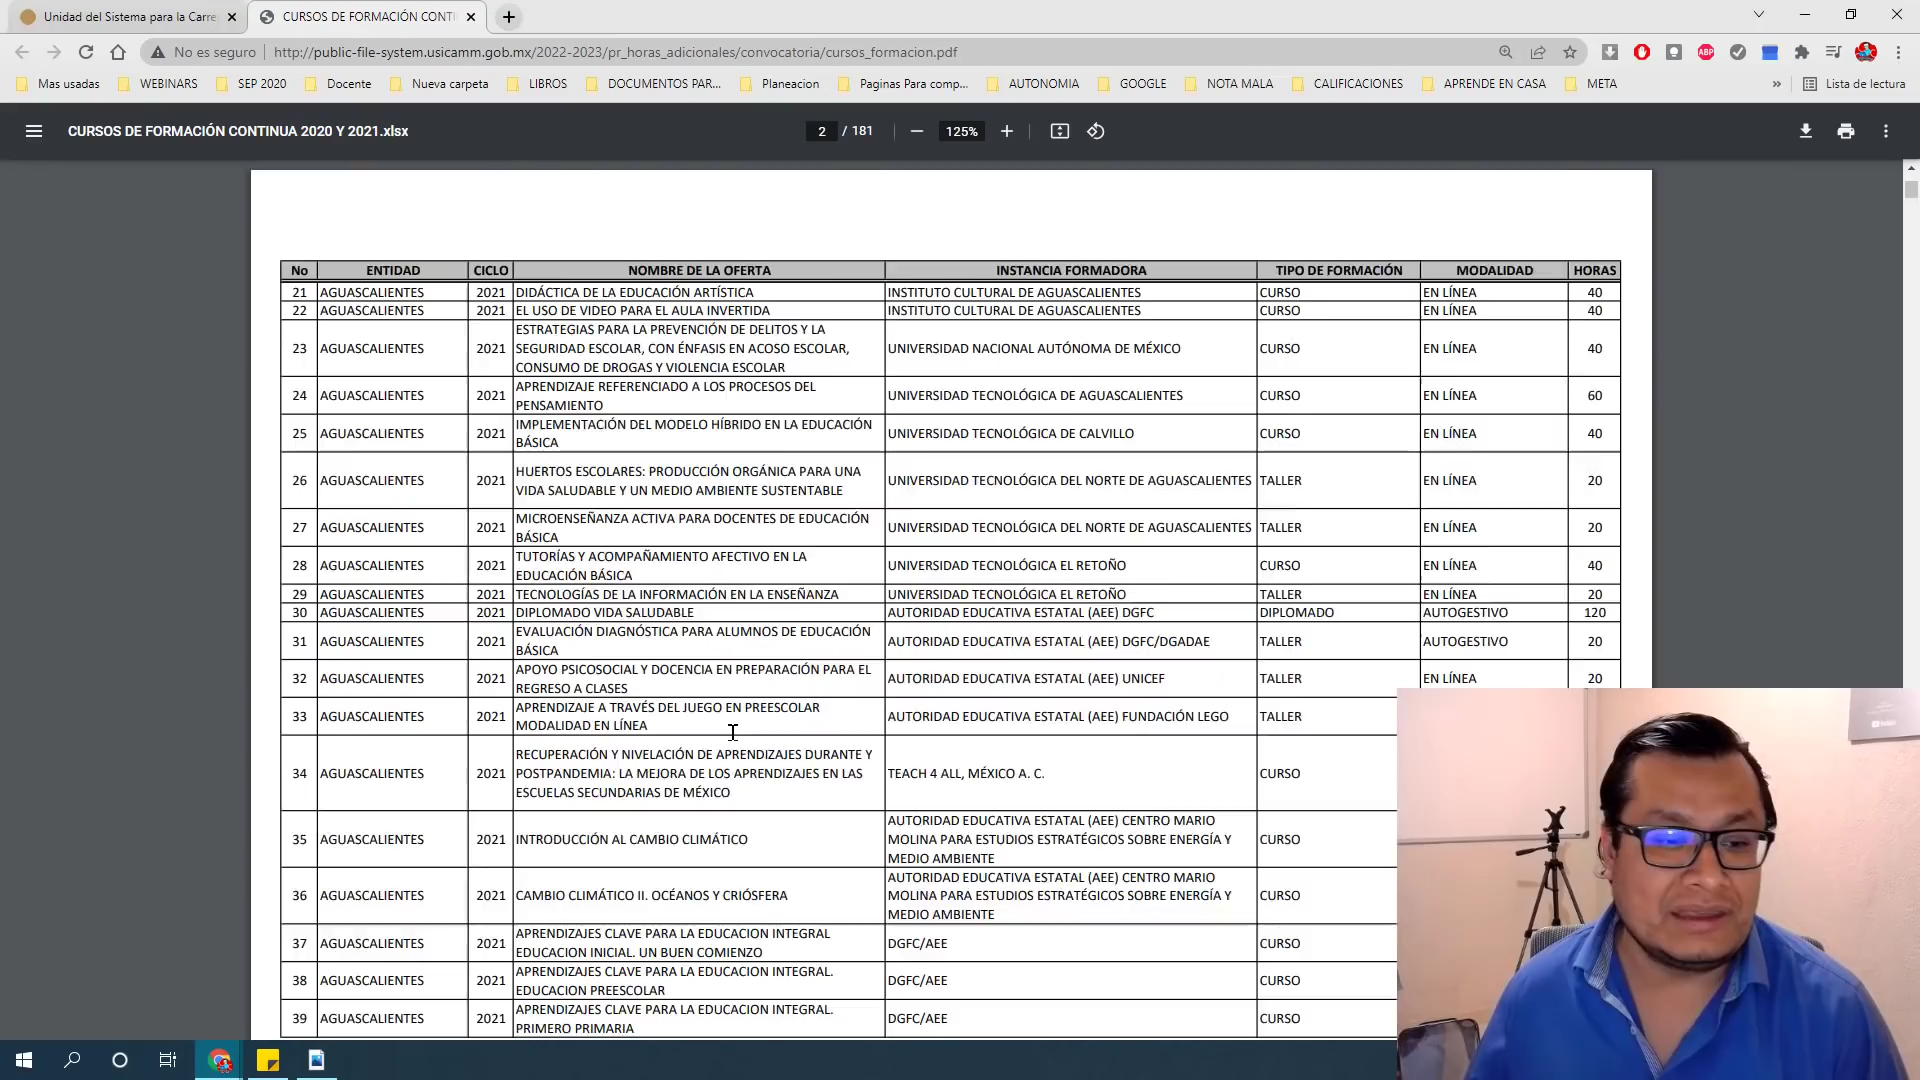 Unidad del Sistema para la Carre
CURSOS DE FORMACIÓN CONTI
No es seguro
http://public-file-system.usicamm.gob.mx/2022-2023/pr_horas_adicionales/convocatoria/cursos_formacion.pdf
ABP
Mas usadas
WEBINARS
SEP 2020
Docente
Nueva carpeta
LIBROS
DOCUMENTOS PAR...
Planeacion
Paginas Para comp...
AUTONOMIA
GOOGLE
NOTA MALA
CALIFICACIONES
APRENDE EN CASA
META
»
Lista de lectura
CURSOS DE FORMACIÓN CONTINUA 2020 Y 2021.xlsx
2 / 181
125%
No ENTIDAD CICLO NOMBRE DE LA OFERTA INSTANCIA FORMADORA TIPO DE FORMACIÓN MODALIDAD HORAS
21 AGUASCALIENTES 2021 DIDÁCTICA DE LA EDUCACIÓN ARTÍSTICA INSTITUTO CULTURAL DE AGUASCALIENTES CURSO EN LÍNEA 40
22 AGUASCALIENTES 2021 EL USO DE VIDEO PARA EL AULA INVERTIDA INSTITUTO CULTURAL DE AGUASCALIENTES CURSO EN LÍNEA 40
ESTRATEGIAS PARA LA PREVENCIÓN DE DELITOS Y LA
23 AGUASCALIENTES 2021 SEGURIDAD ESCOLAR, CON ÉNFASIS EN ACOSO ESCOLAR, UNIVERSIDAD NACIONAL AUTÓNOMA DE MÉXICO CURSO EN LÍNEA 40
CONSUMO DE DROGAS Y VIOLENCIA ESCOLAR
24 AGUASCALIENTES 2021 APRENDIZAJE REFERENCIADO A LOS PROCESOS DEL UNIVERSIDAD TECNOLÓGICA DE AGUASCALIENTES CURSO EN LÍNEA 60
PENSAMIENTO
25 AGUASCALIENTES 2021 IMPLEMENTACIÓN DEL MODELO HÍBRIDO EN LA EDUCACIÓN UNIVERSIDAD TECNOLÓGICA DE CALVILLO CURSO EN LÍNEA 40
BÁSICA
26 AGUASCALIENTES 2021 HUERTOS ESCOLARES: PRODUCCIÓN ORGÁNICA PARA UNA UNIVERSIDAD TECNOLÓGICA DEL NORTE DE AGUASCALIENTES TALLER EN LÍNEA 20
VIDA SALUDABLE Y UN MEDIO AMBIENTE SUSTENTABLE
27 AGUASCALIENTES 2021 MICROENSEÑANZA ACTIVA PARA DOCENTES DE EDUCACIÓN UNIVERSIDAD TECNOLÓGICA DEL NORTE DE AGUASCALIENTES TALLER EN LÍNEA 20
BÁSICA
28 AGUASCALIENTES 2021 TUTORÍAS Y ACOMPAÑAMIENTO AFECTIVO EN LA UNIVERSIDAD TECNOLÓGICA EL RETOÑO CURSO EN LÍNEA 40
EDUCACIÓN BÁSICA
29 AGUASCALIENTES 2021 TECNOLOGÍAS DE LA INFORMACIÓN EN LA ENSEÑANZA UNIVERSIDAD TECNOLÓGICA EL RETOÑO TALLER EN LÍNEA 20
30 AGUASCALIENTES 2021 DIPLOMADO VIDA SALUDABLE AUTORIDAD EDUCATIVA ESTATAL (AEE) DGFC DIPLOMADO AUTOGESTIVO 120
31 AGUASCALIENTES 2021 EVALUACIÓN DIAGNÓSTICA PARA ALUMNOS DE EDUCACIÓN AUTORIDAD EDUCATIVA ESTATAL (AEE) DGFC/DGADAE TALLER AUTOGESTIVO 20
BÁSICA
32 AGUASCALIENTES 2021 APOYO PSICOSOCIAL Y DOCENCIA EN PREPARACIÓN PARA EL AUTORIDAD EDUCATIVA ESTATAL (AEE) UNICEF TALLER EN LÍNEA 20
REGRESO A CLASES
33 AGUASCALIENTES 2021 APRENDIZAJE A TRAVÉS DEL JUEGO EN PREESCOLAR AUTORIDAD EDUCATIVA ESTATAL (AEE) FUNDACIÓN LEGO TALLER
MODALIDAD EN LÍNEA
RECUPERACIÓN Y NIVELACIÓN DE APRENDIZAJES DURANTE Y
34 AGUASCALIENTES 2021 POSTPANDEMIA: LA MEJORA DE LOS APRENDIZAJES EN LAS TEACH 4 ALL, MÉXICO A. C. CURSO
ESCUELAS SECUNDARIAS DE MÉXICO
AUTORIDAD EDUCATIVA ESTATAL (AEE) CENTRO MARIO
35 AGUASCALIENTES 2021 INTRODUCCIÓN AL CAMBIO CLIMÁTICO MOLINA PARA ESTUDIOS ESTRATÉGICOS SOBRE ENERGÍA Y CURSO
MEDIO AMBIENTE
AUTORIDAD EDUCATIVA ESTATAL (AEE) CENTRO MARIO
36 AGUASCALIENTES 2021 CAMBIO CLIMÁTICO II. OCÉANOS Y CRIÓSFERA MOLINA PARA ESTUDIOS ESTRATÉGICOS SOBRE ENERGÍA Y CURSO
MEDIO AMBIENTE
37 AGUASCALIENTES 2021 APRENDIZAJES CLAVE PARA LA EDUCACION INTEGRAL DGFC/AEE CURSO
EDUCACION INICIAL. UN BUEN COMIENZO
38 AGUASCALIENTES 2021 APRENDIZAJES CLAVE PARA LA EDUCACION INTEGRAL. DGFC/AEE CURSO
EDUCACION PREESCOLAR
39 AGUASCALIENTES 2021 APRENDIZAJES CLAVE PARA LA EDUCACION INTEGRAL. DGFC/AEE CURSO
PRIMERO PRIMARIA